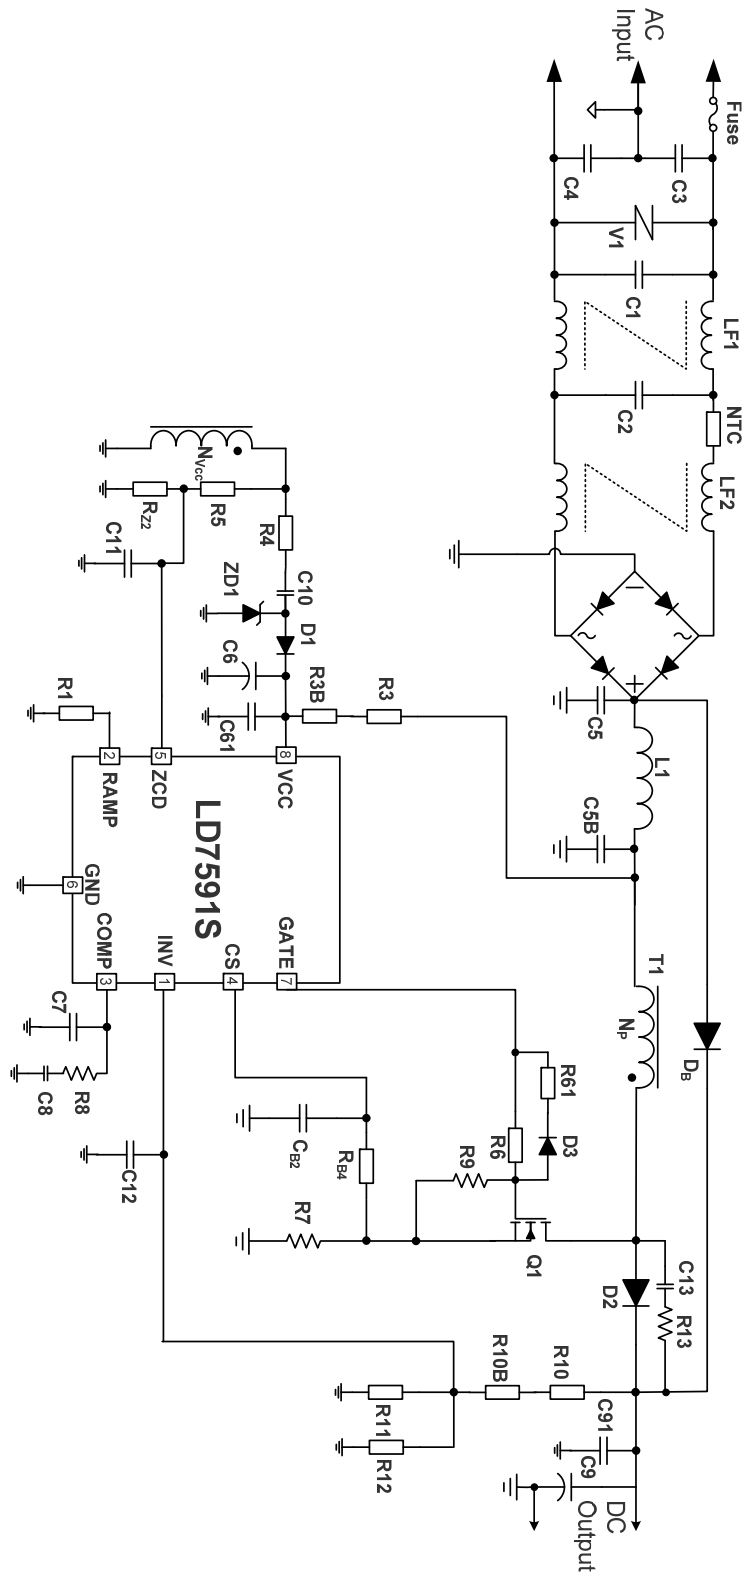 AC
Input
Fuse
C3
C4
V1
C1
LF1
C2
NTC
LF2
~
~
−
+
C5
L1
C5B
T1
NP
DB
NVcc
R5
RZ2
C11
R4
C10
ZD1
D1
C6
C61
R3B
R3
R1
2
RAMP
5
ZCD
8
VCC
LD7591S
6
GND
3
COMP
1
INV
4
CS
7
GATE
C7
C8
R8
C12
CB2
RB4
R7
R9
R6
R61
D3
Q1
D2
C13
R13
R10B
R10
R11
R12
C91
C9
DC
Output